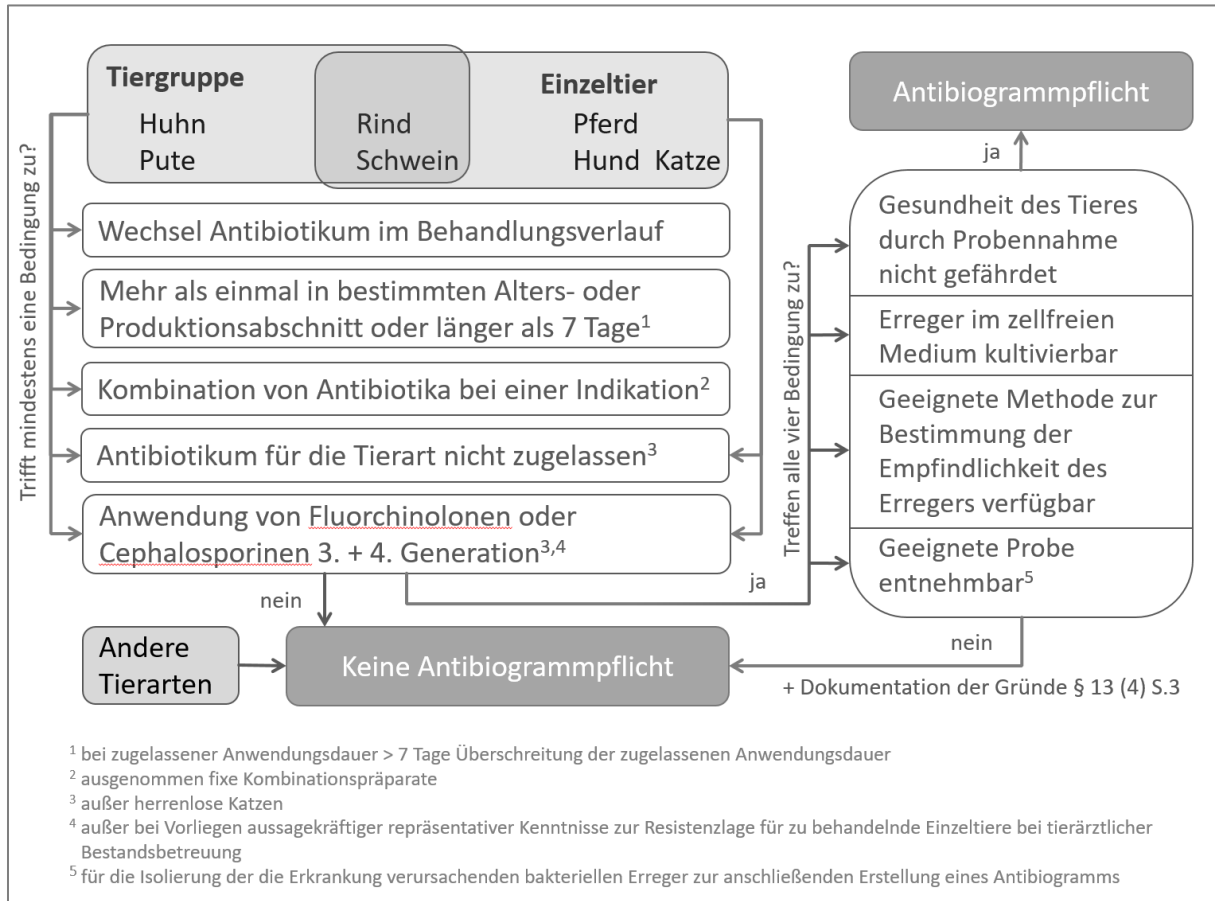 Tiergruppe
Huhn
Pute
Rind
Schwein
Einzeltier
Pferd
Hund Katze
Trifft mindestens eine Bedingung zu?
Wechsel Antibiotikum im Behandlungsverlauf
Mehr als einmal in bestimmten Alters- oder
Produktionsabschnitt oder länger als 7 Tage¹
Kombination von Antibiotika bei einer Indikation²
Antibiotikum für die Tierart nicht zugelassen³
Anwendung von Fluorchinolonen oder
Cephalosporinen 3. + 4. Generation³,⁴
nein
ja
Andere
Tierarten
Keine Antibiogrammpflicht
Treffen alle vier Bedingung zu?
Antibiogrammpflicht
ja
Gesundheit des Tieres
durch Probennahme
nicht gefährdet
Erreger im zellfreien
Medium kultivierbar
Geeignete Methode zur
Bestimmung der
Empfindlichkeit des
Erregers verfügbar
Geeignete Probe
entnehmbar⁵
nein
+ Dokumentation der Gründe § 13 (4) S.3
¹ bei zugelassener Anwendungsdauer > 7 Tage Überschreitung der zugelassenen Anwendungsdauer
² ausgenommen fixe Kombinationspräparate
³ außer herrenlose Katzen
⁴ außer bei Vorliegen aussagekräftiger repräsentativer Kenntnisse zur Resistenzlage für zu behandelnde Einzeltiere bei tierärztlicher
Bestandsbetreuung
⁵ für die Isolierung der die Erkrankung verursachenden bakteriellen Erreger zur anschließenden Erstellung eines Antibiogramms